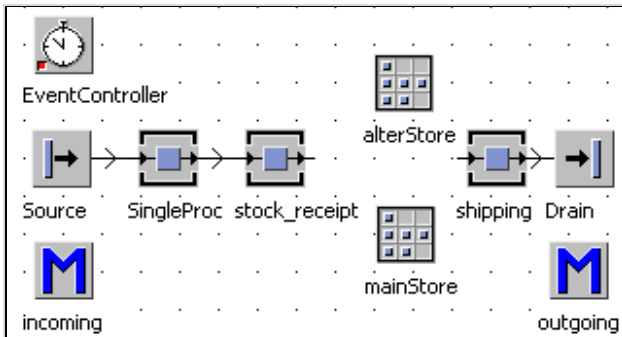 EventController
alterStore
Source SingleProc stock_receipt shipping Drain
mainStore
incoming outgoing